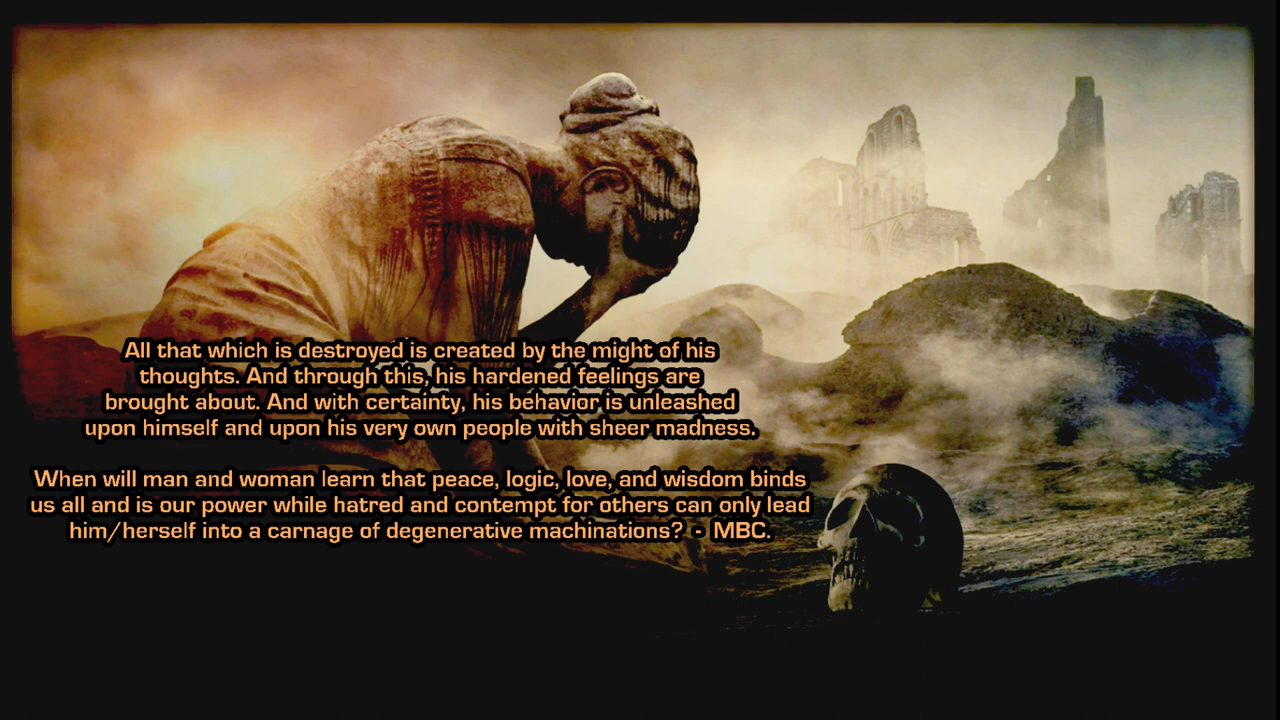 All that which is destroyed is created by the might of his
thoughts. And through this, his hardened feelings are
brought about. And with certainty, his behavior is unleashed
upon himself and upon his very own people with sheer madness.
When will man and woman learn that peace, logic, love, and wisdom binds
us all and is our power while hatred and contempt for others can only lead
him/herself into a carnage of degenerative machinations? - MBC.